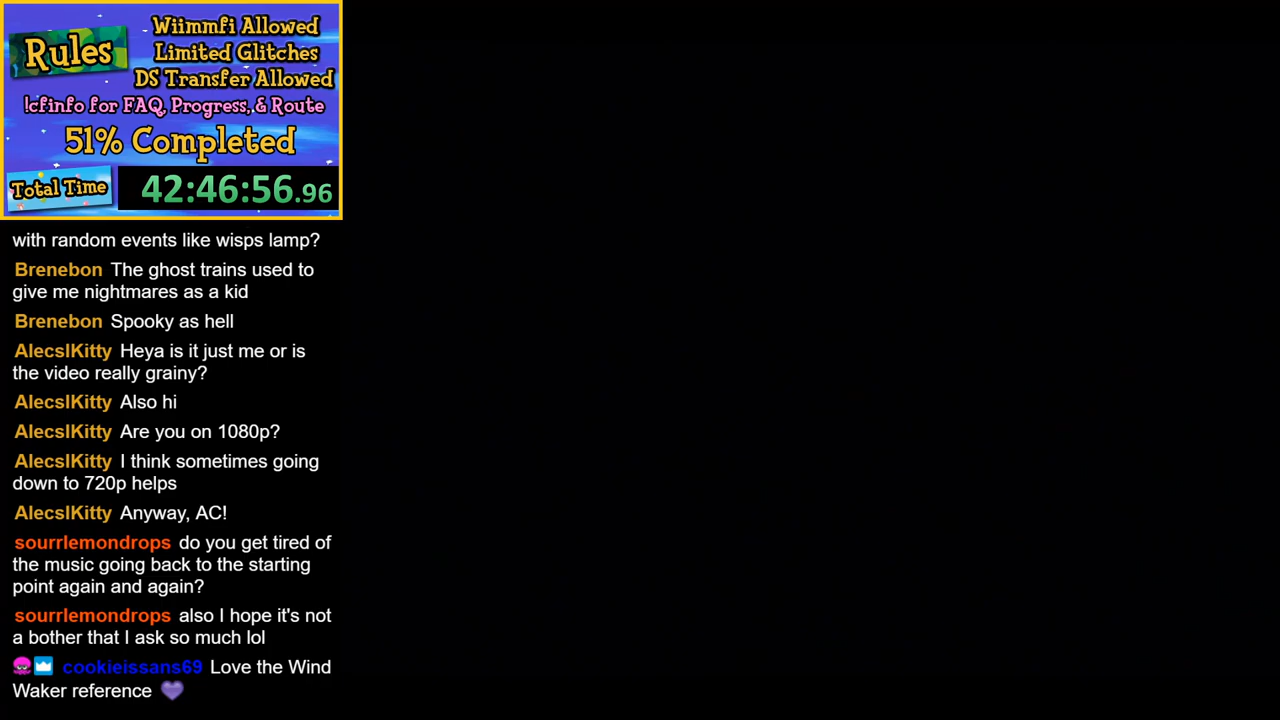 Rules
Wiimmfi Allowed
Limited Glitches
DS Transfer Allowed
!cfinfo for FAQ, Progress, & Route
51% Completed
Total Time
42:46:56.96
with random events like wisps lamp?
Brenebon The ghost trains used to
give me nightmares as a kid
Brenebon Spooky as hell
AlecsIKitty Heya is it just me or is
the video really grainy?
AlecsIKitty Also hi
AlecsIKitty Are you on 1080p?
AlecsIKitty I think sometimes going
down to 720p helps
AlecsIKitty Anyway, AC!
sourrlemondrops do you get tired of
the music going back to the starting
point again and again?
sourrlemondrops also I hope it's not
a bother that I ask so much lol
cookieissans69 Love the Wind
Waker reference